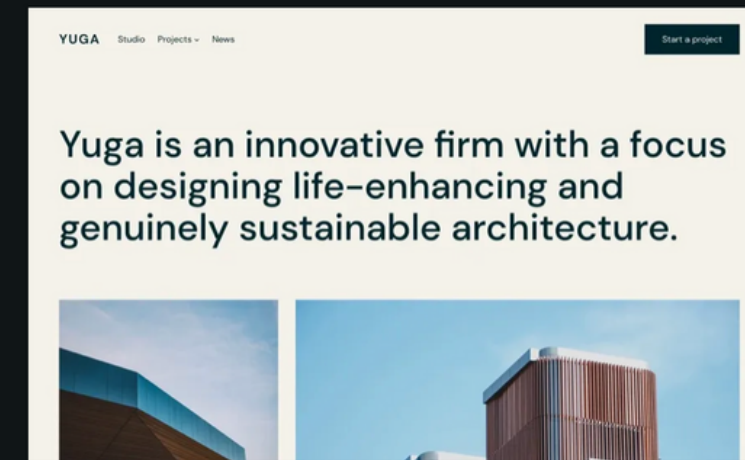 YUGA Studio Projects News Start a project
Yuga is an innovative firm with a focus
on designing life-enhancing and
genuinely sustainable architecture.